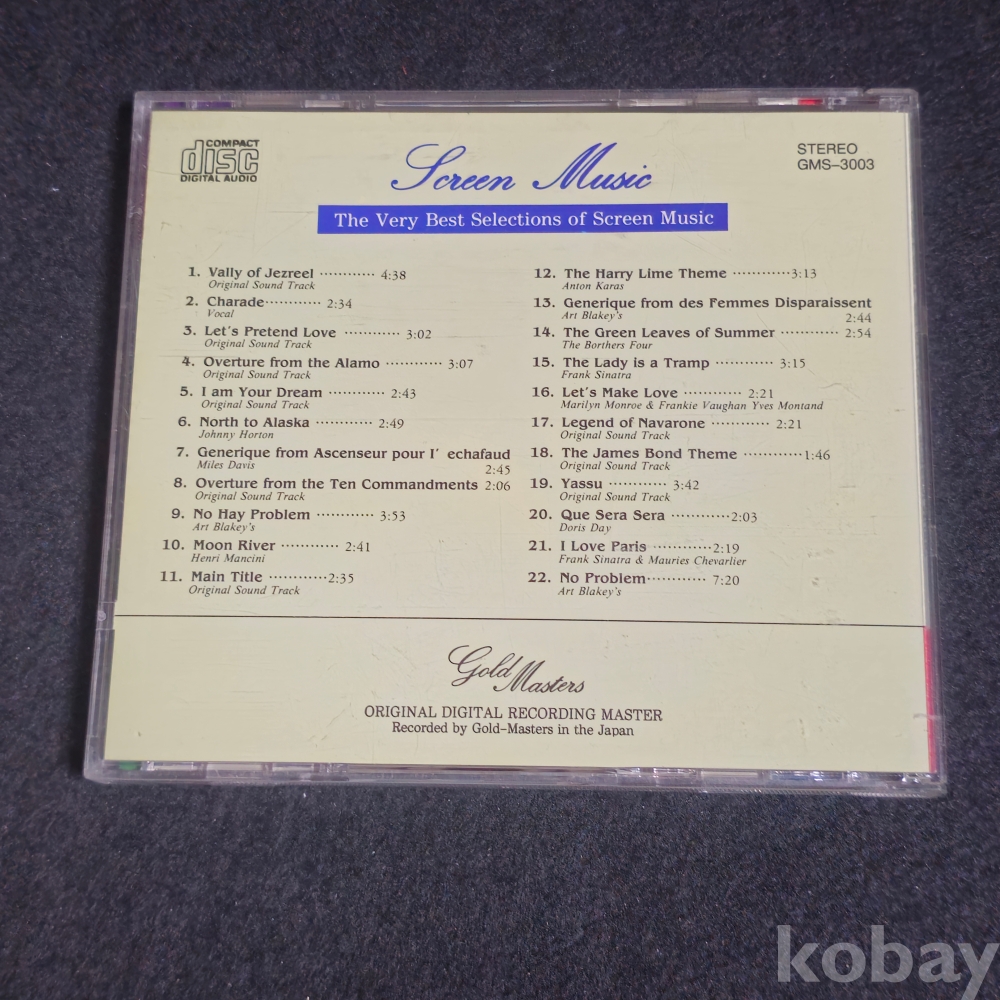 COMPACT
disc
DIGITAL AUDIO
Screen Music
STEREO
GMS-3003
The Very Best Selections of Screen Music
1. Vally of Jezreel ············ 4:38
Original Sound Track
2. Charade············ 2:34
Vocal
3. Let's Pretend Love ············ 3:02
Original Sound Track
4. Overture from the Alamo ············ 3:07
Original Sound Track
5. I am Your Dream ············ 2:43
Original Sound Track
6. North to Alaska ············ 2:49
Johnny Horton
7. Generique from Ascenseur pour I' echafaud
Miles Davis 2:45
8. Overture from the Ten Commandments 2:06
Original Sound Track
9. No Hay Problem ············ 3:53
Art Blakey's
10. Moon River ············ 2:41
Henri Mancini
11. Main Title ············2:35
Original Sound Track
12. The Harry Lime Theme ············3:13
Anton Karas
13. Generique from des Femmes Disparaissent
Art Blakey's 2:44
14. The Green Leaves of Summer ············ 2:54
The Borthers Four
15. The Lady is a Tramp ············ 3:15
Frank Sinatra
16. Let's Make Love ············ 2:21
Marilyn Monroe & Frankie Vaughan Yves Montand
17. Legend of Navarone ············ 2:21
Original Sound Track
18. The James Bond Theme ············1:46
Original Sound Track
19. Yassu ············ 3:42
Original Sound Track
20. Que Sera Sera ············2:03
Doris Day
21. I Love Paris ············2:19
Frank Sinatra & Mauries Chevarlier
22. No Problem············ 7:20
Art Blakey's
Gold Masters
ORIGINAL DIGITAL RECORDING MASTER
Recorded by Gold-Masters in the Japan
kobay